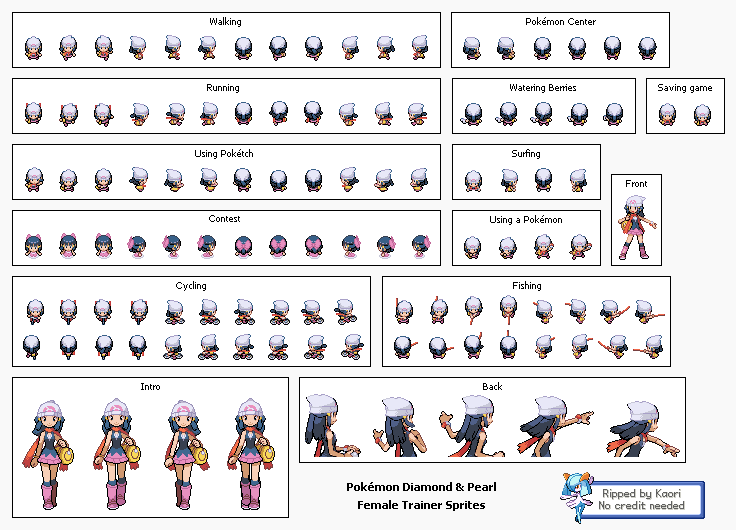 Walking
Pokémon Center
Running
Watering Berries
Saving game
Using Pokétch
Surfing
Front
Contest
Using a Pokémon
Cycling
Fishing
Intro
Back
Pokémon Diamond & Pearl
Female Trainer Sprites
Ripped by Kaori
No credit needed